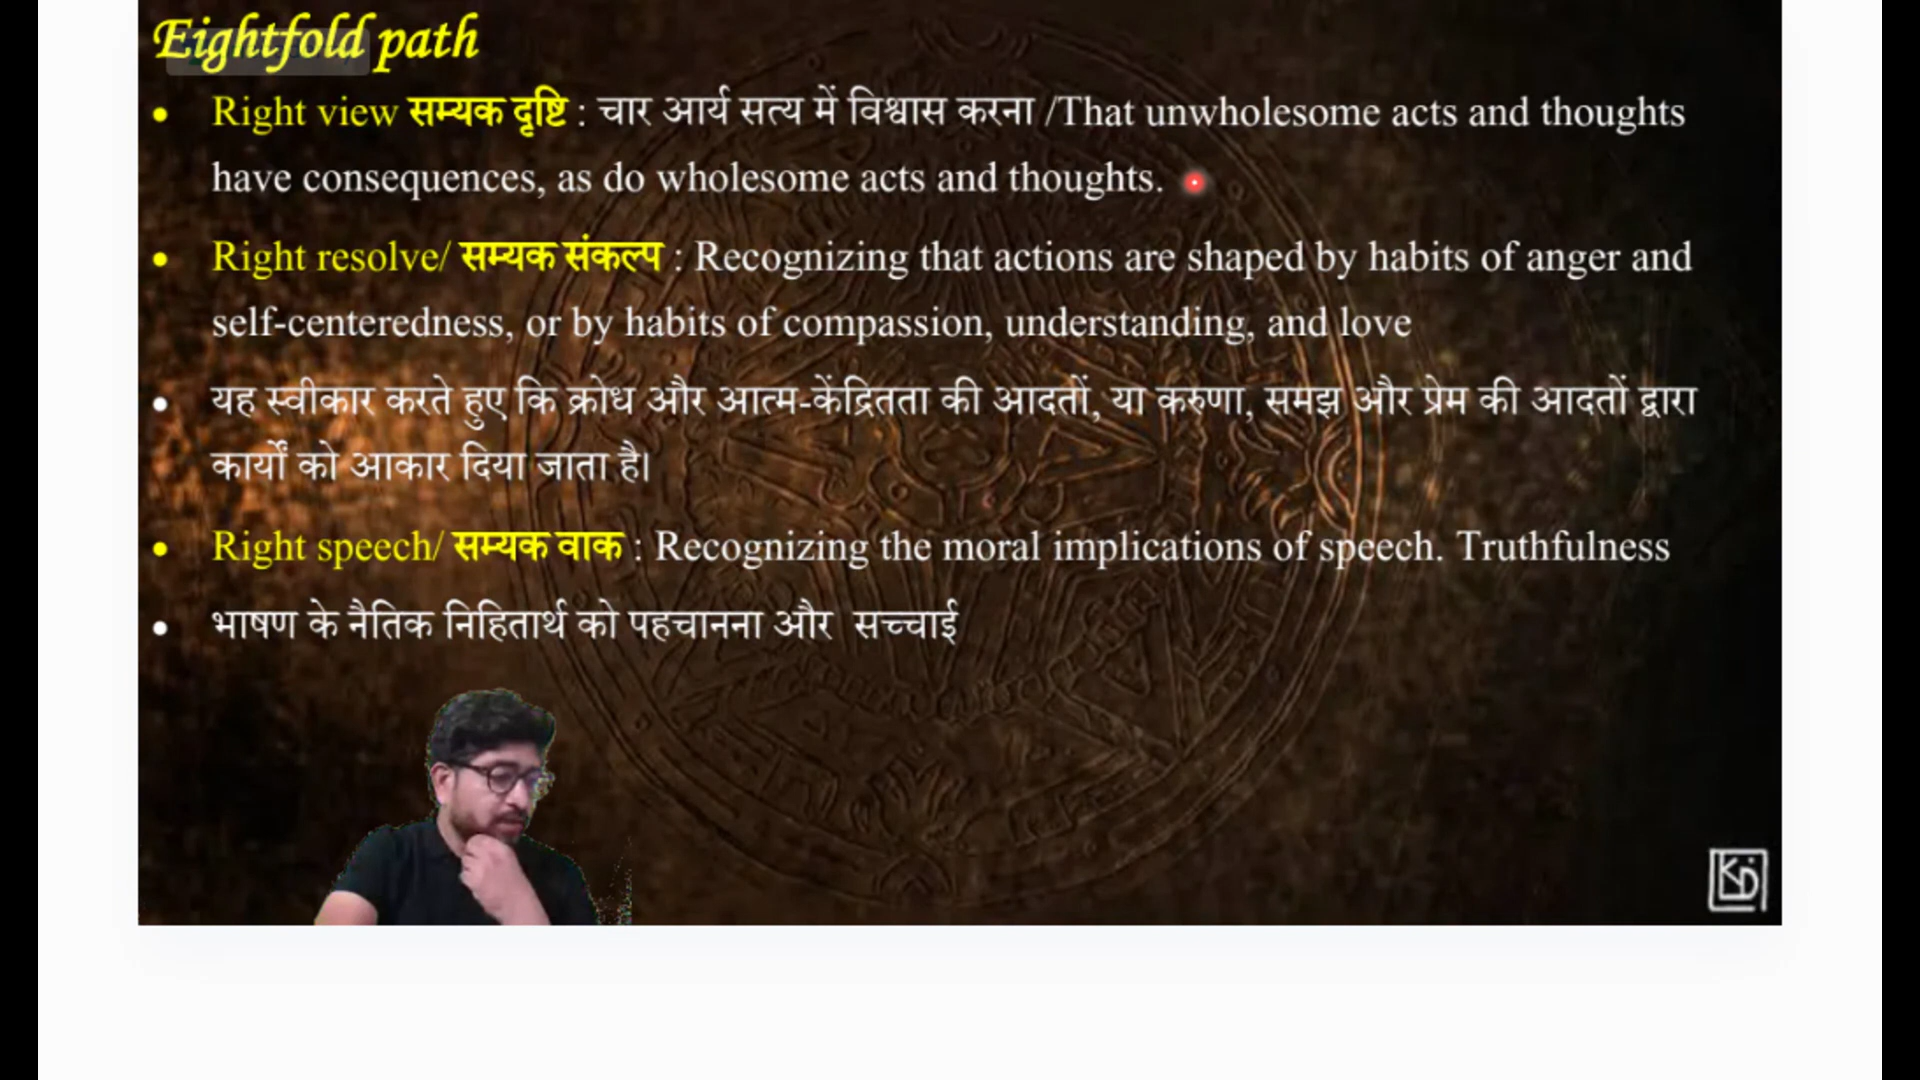 Eightfold path
• Right view सम्यक दृष्टि : चार आर्य सत्य में विश्वास करना /That unwholesome acts and thoughts
have consequences, as do wholesome acts and thoughts.
• Right resolve/ सम्यक संकल्प : Recognizing that actions are shaped by habits of anger and
self-centeredness, or by habits of compassion, understanding, and love
• यह स्वीकार करते हुए कि क्रोध और आत्म-केंद्रितता की आदतों, या करुणा, समझ और प्रेम की आदतों द्वारा
कार्यों को आकार दिया जाता है।
• Right speech/ सम्यक वाक : Recognizing the moral implications of speech. Truthfulness
• भाषण के नैतिक निहितार्थ को पहचानना और सच्चाई
KD